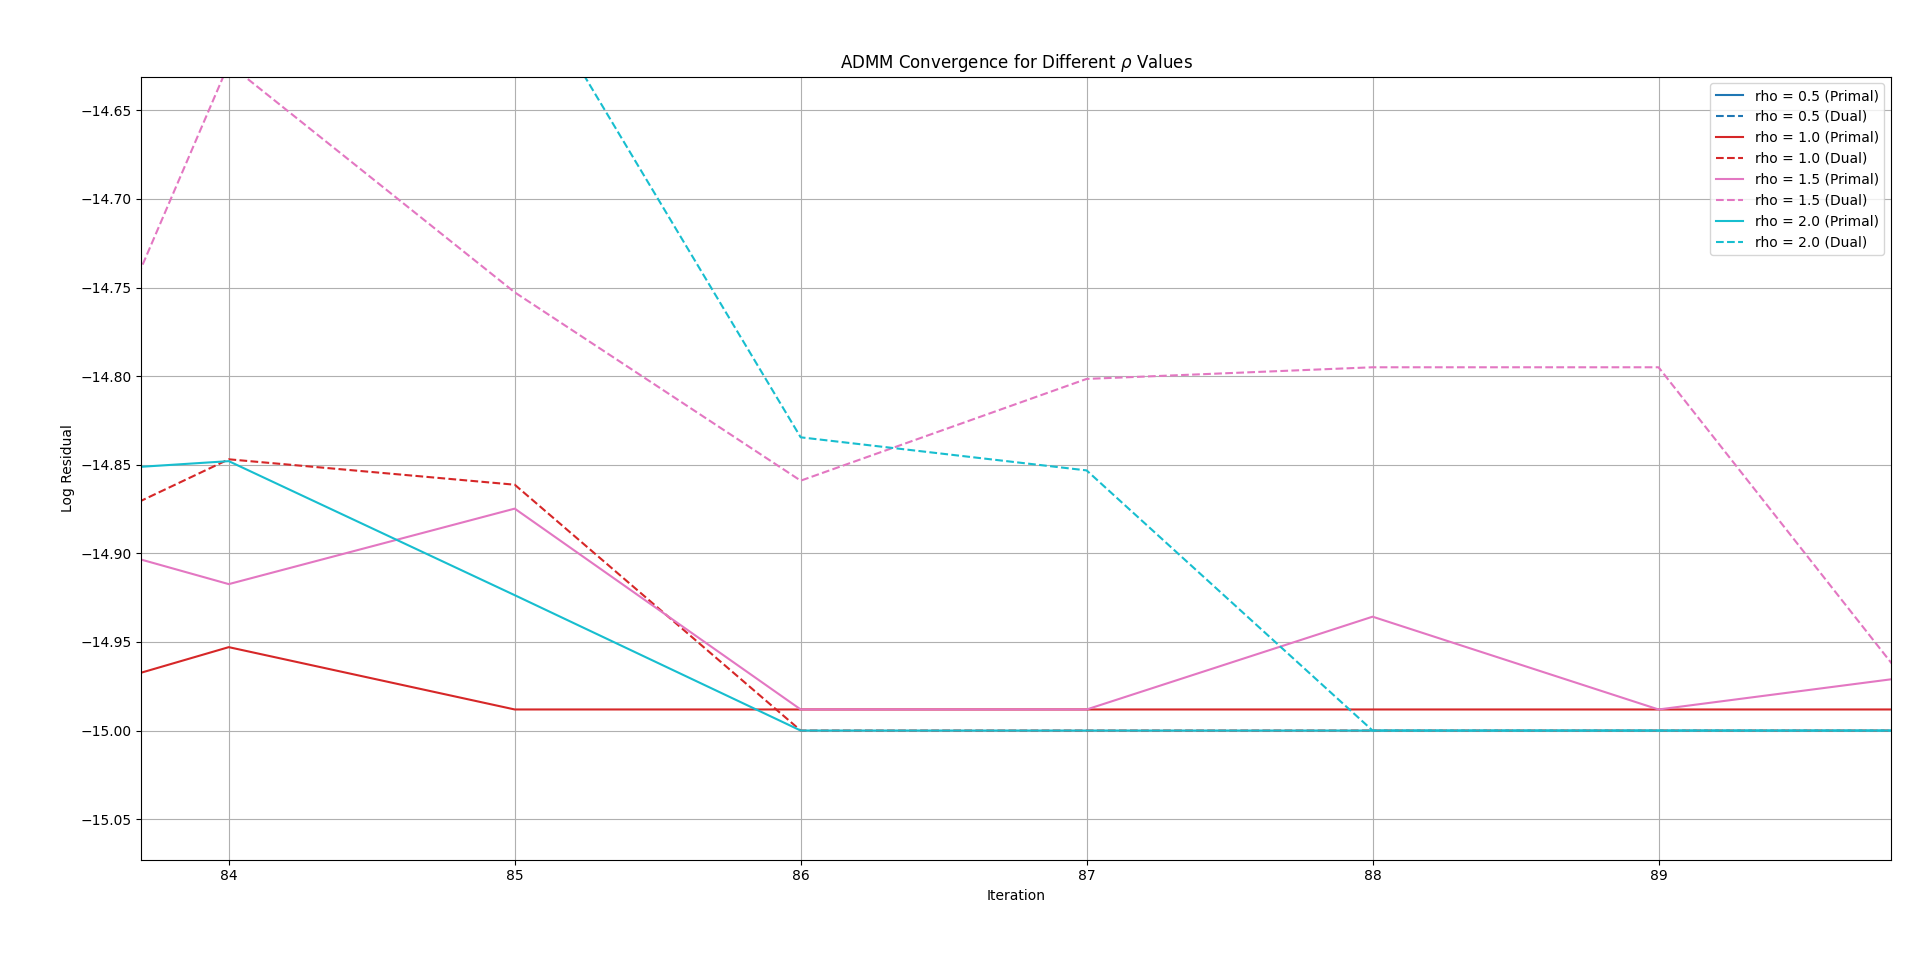 ADMM Convergence for Different ρ Values
−14.65
−14.70
−14.75
−14.80
−14.85
−14.90
−14.95
−15.00
−15.05
Log Residual
rho = 0.5 (Primal)
rho = 0.5 (Dual)
rho = 1.0 (Primal)
rho = 1.0 (Dual)
rho = 1.5 (Primal)
rho = 1.5 (Dual)
rho = 2.0 (Primal)
rho = 2.0 (Dual)
84 85 86 87 88 89
Iteration